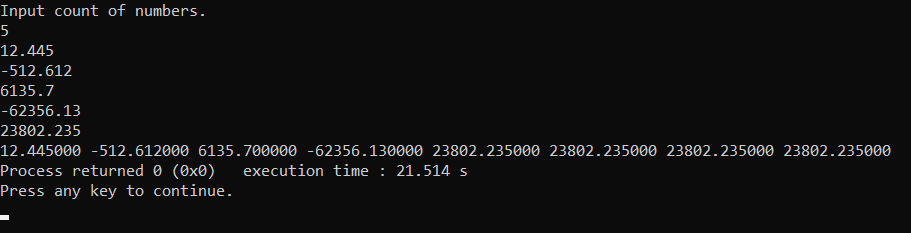 Input count of numbers.
5
12.445
-512.612
6135.7
-62356.13
23802.235
12.445000 -512.612000 6135.700000 -62356.130000 23802.235000 23802.235000 23802.235000 23802.235000
Process returned 0 (0x0)   execution time : 21.514 s
Press any key to continue.